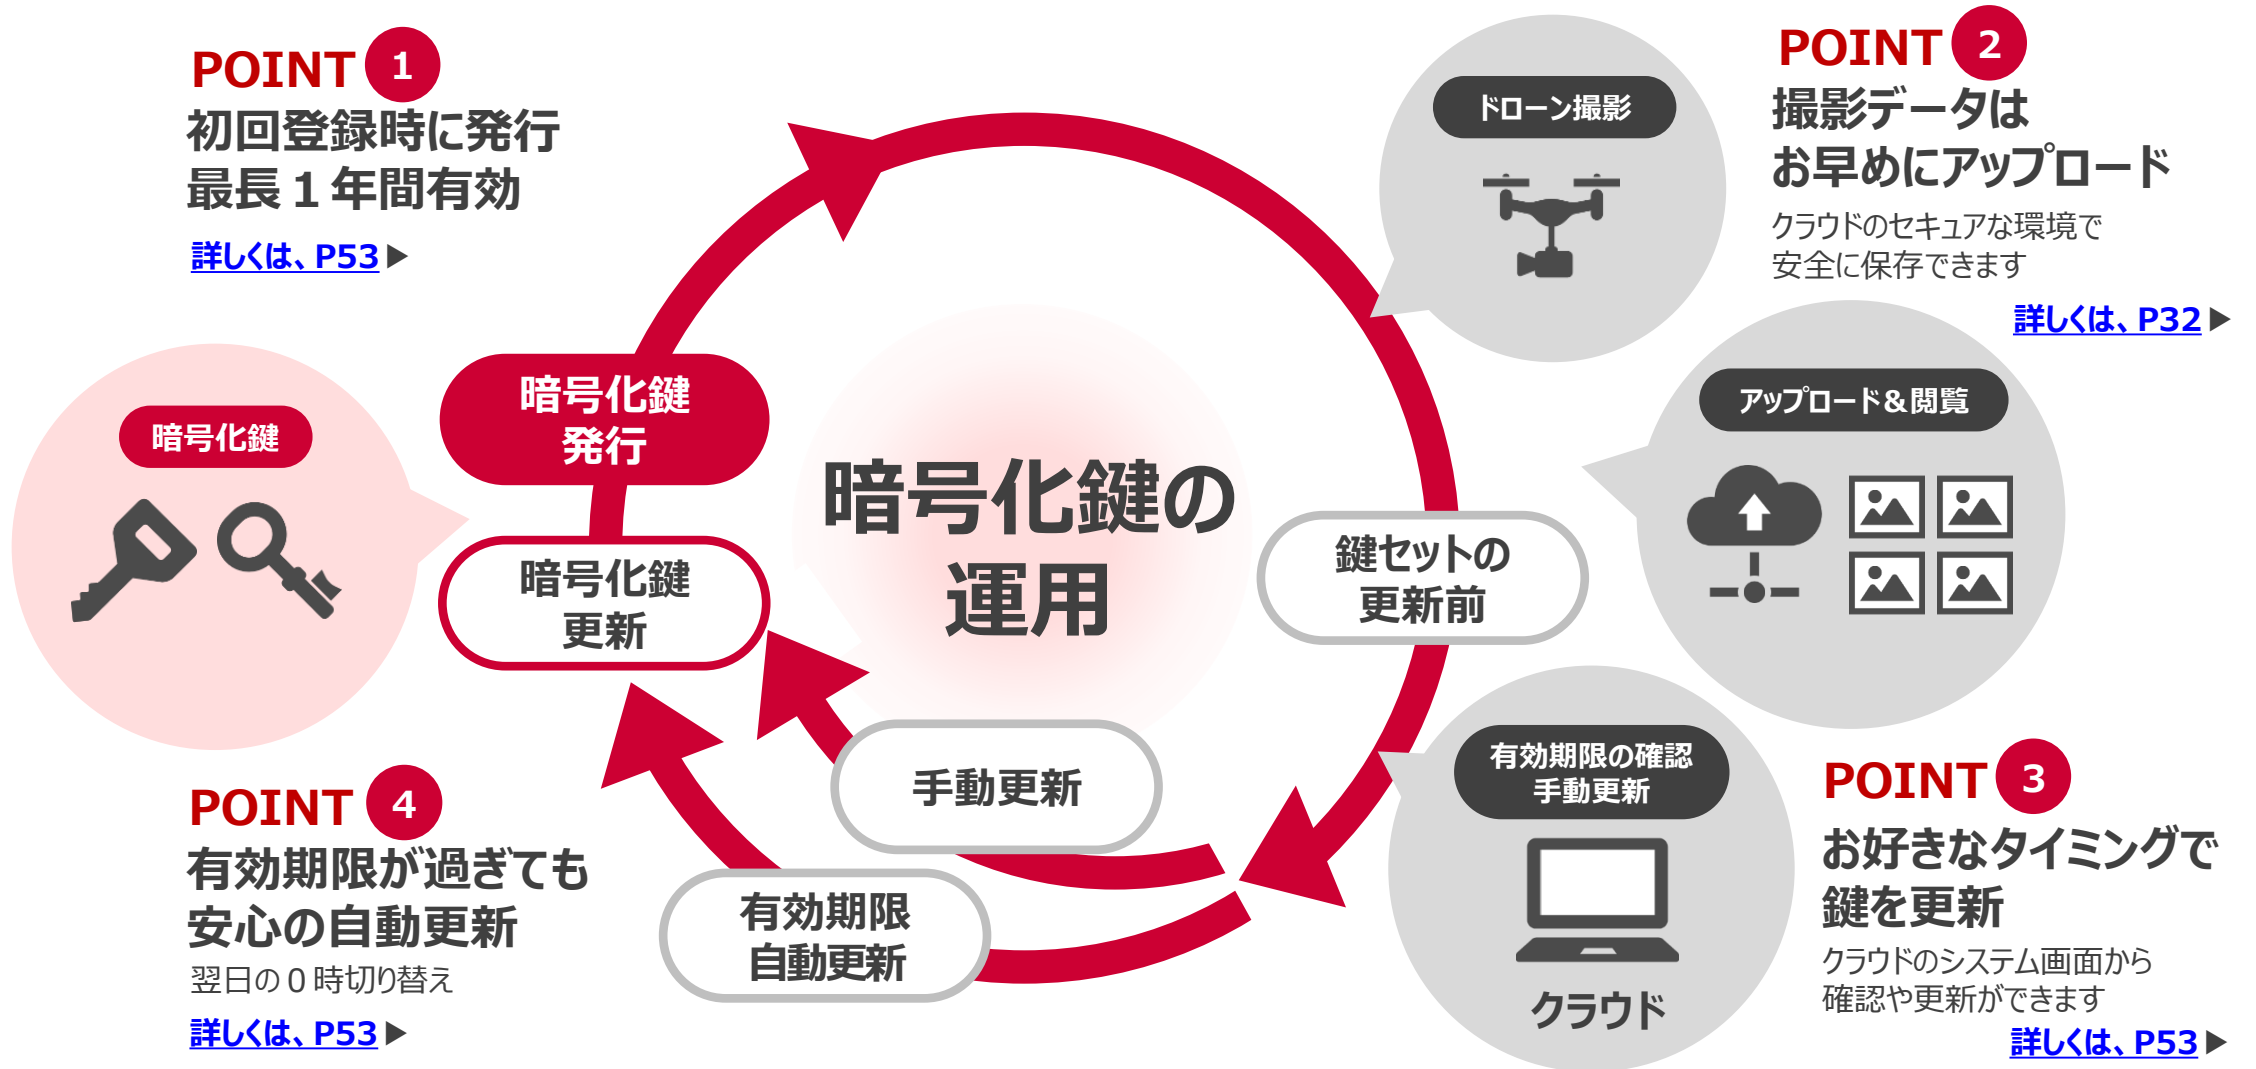 POINT 1
初回登録時に発行
最長1年間有効
詳しくは、P53▶
POINT 2
撮影データは
お早めにアップロード
クラウドのセキュアな環境で
安全に保存できます
詳しくは、P32▶
ドローン撮影
アップロード&閲覧
暗号化鍵
暗号化鍵
発行
暗号化鍵
更新
暗号化鍵の
運用
鍵セットの
更新前
手動更新
有効期限
自動更新
有効期限の確認
手動更新
クラウド
POINT 3
お好きなタイミングで
鍵を更新
クラウドのシステム画面から
確認や更新ができます
詳しくは、P53▶
POINT 4
有効期限が過ぎても
安心の自動更新
翌日の0時切り替え
詳しくは、P53▶